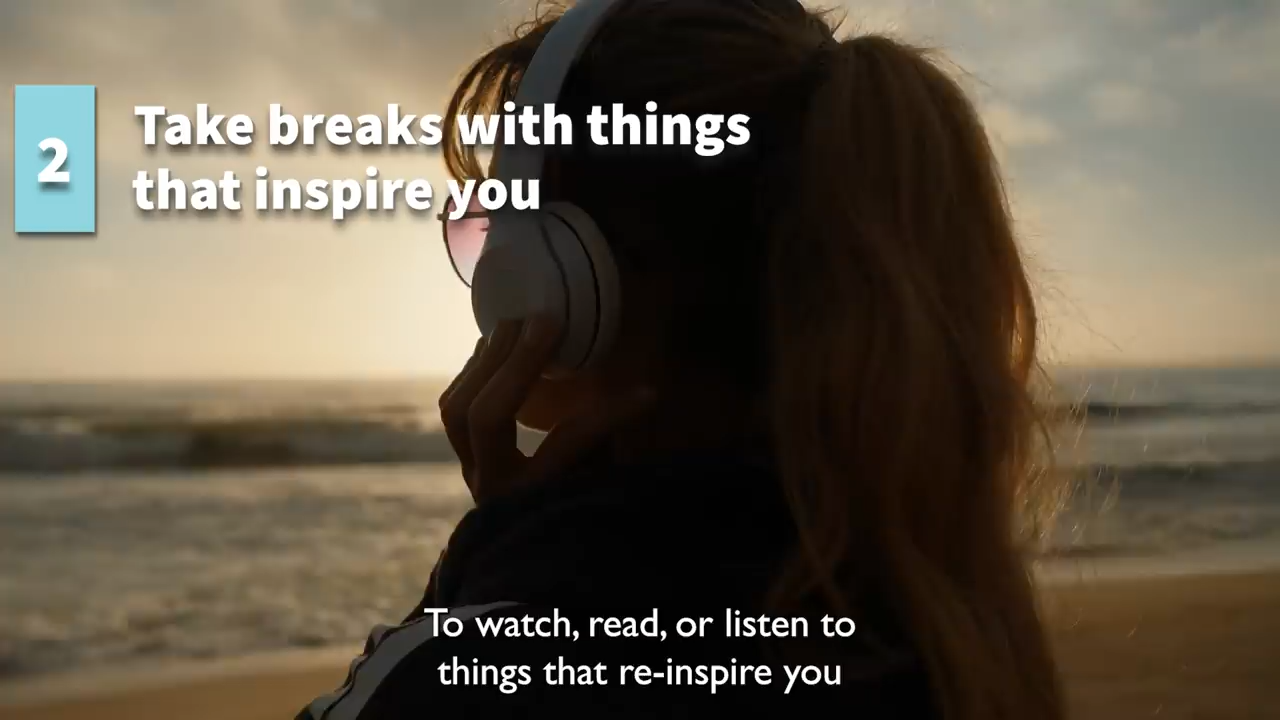 2
Take breaks with things
that inspire you
To watch, read, or listen to
things that re-inspire you